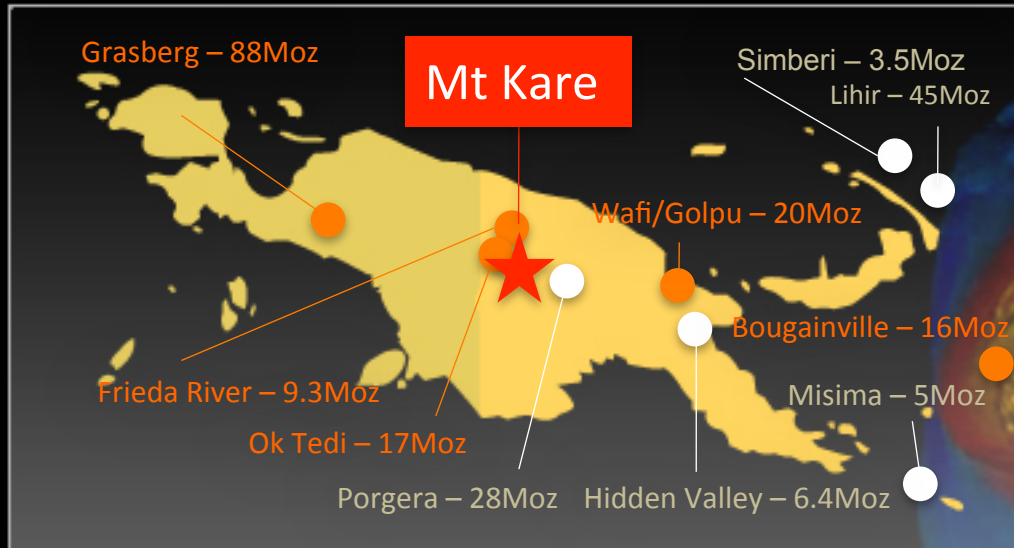 Grasberg – 88Moz
Mt Kare
Simberi – 3.5Moz
Lihir – 45Moz
Wafi/Golpu – 20Moz
Bougainville – 16Moz
Frieda River – 9.3Moz
Misima – 5Moz
Ok Tedi – 17Moz
Porgera – 28Moz
Hidden Valley – 6.4Moz